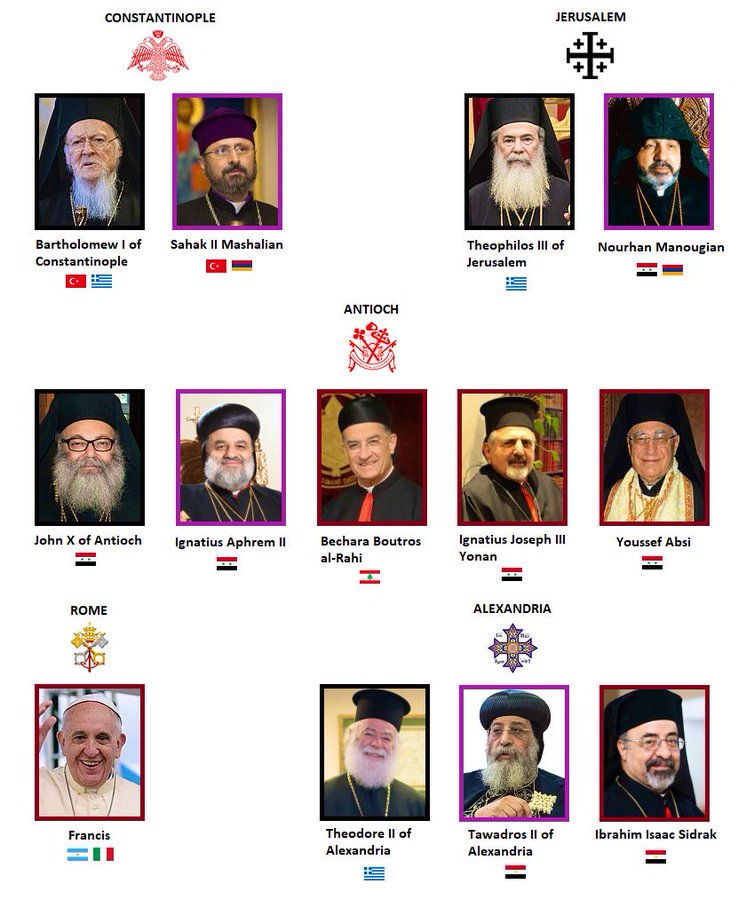 CONSTANTINOPLE
JERUSALEM
Bartholomew I of
Constantinople
Sahak II Mashalian
Theophilos III of
Jerusalem
Nourhan Manougian
ANTIOCH
John X of Antioch
Ignatius Aphrem II
Bechara Boutros
al-Rahi
Ignatius Joseph III
Yonan
Youssef Absi
ROME
ALEXANDRIA
Francis
Theodore II of
Alexandria
Tawadros II of
Alexandria
Ibrahim Isaac Sidrak